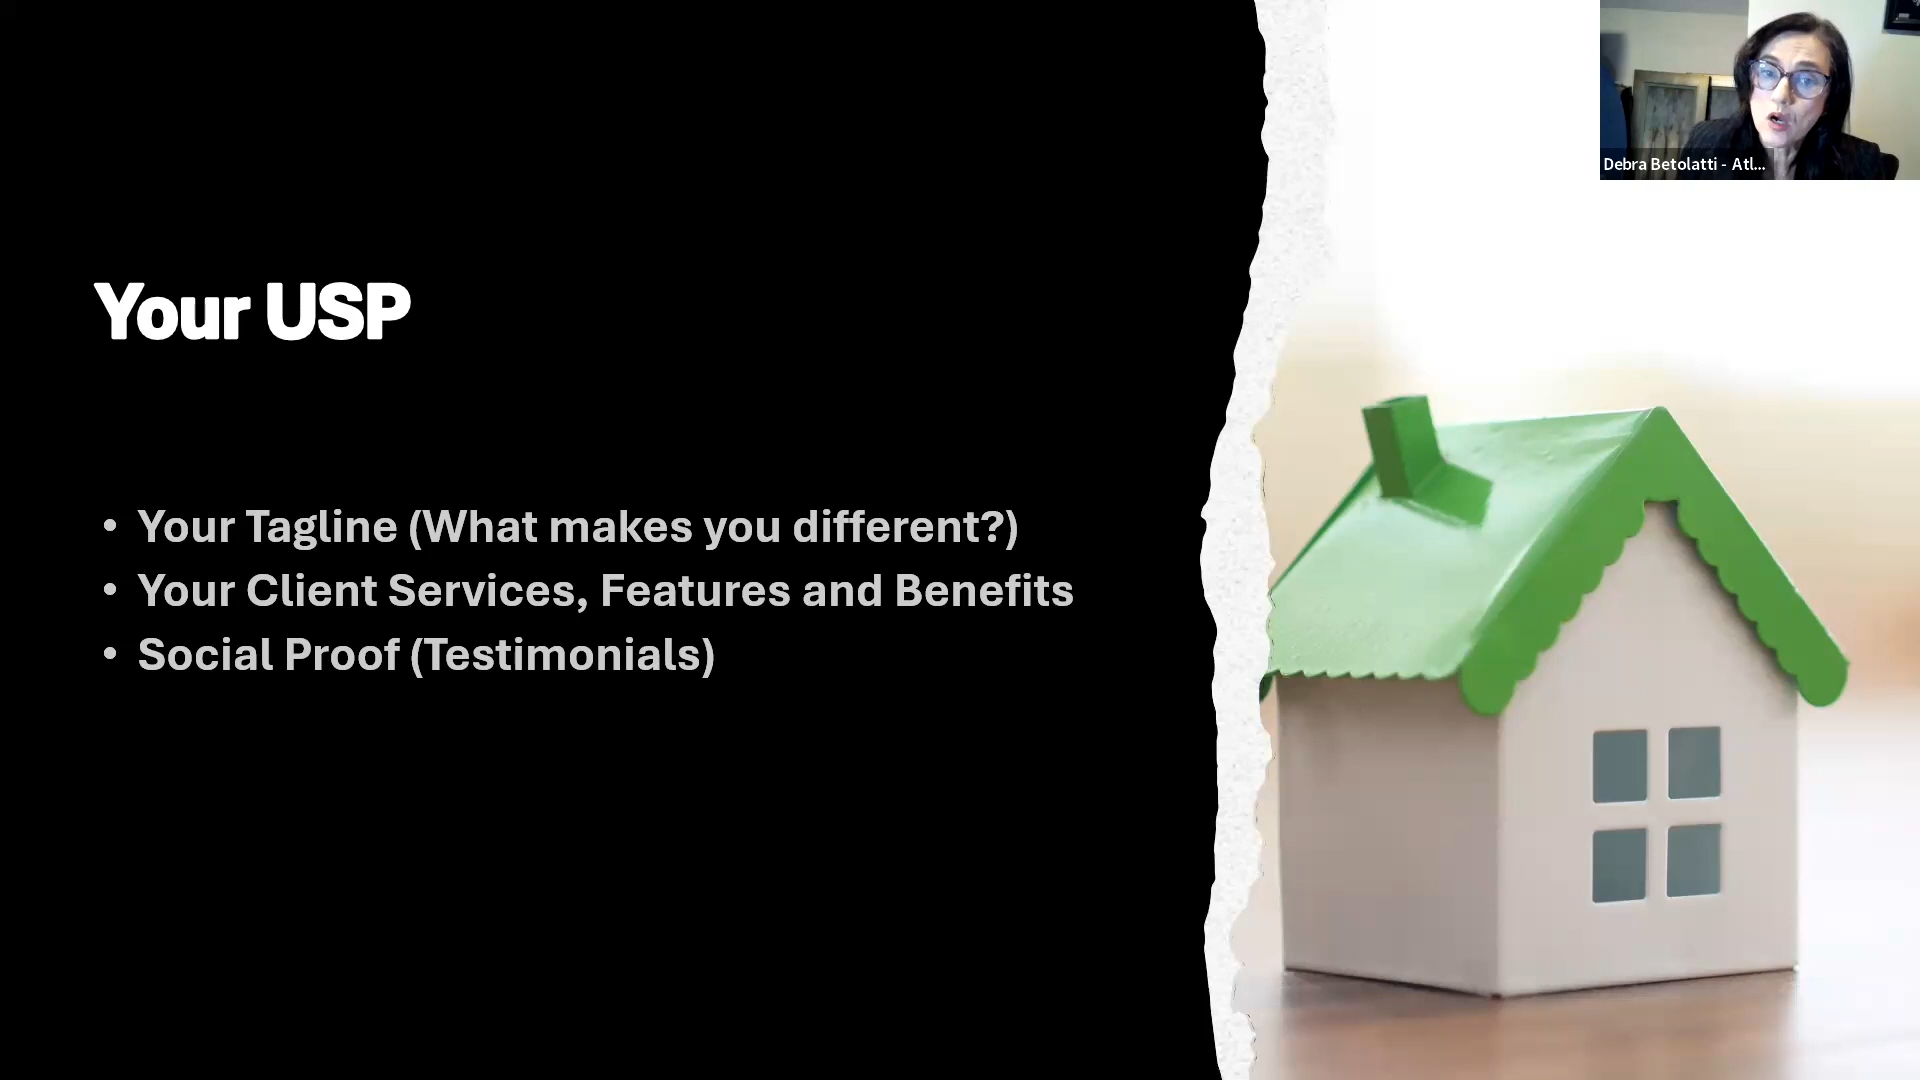 Debra Betolatti - Atl...
Your USP
• Your Tagline (What makes you different?)
• Your Client Services, Features and Benefits
• Social Proof (Testimonials)